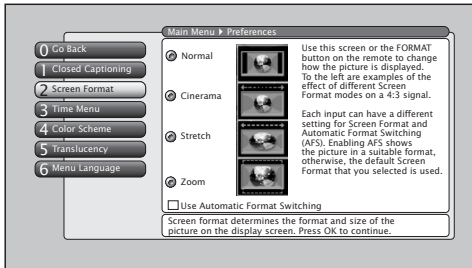 Main Menu ▸ Preferences
0 Go Back
1 Closed Captioning
2 Screen Format
3 Time Menu
4 Color Scheme
5 Translucency
6 Menu Language
Normal
Cinerama
Stretch
Zoom
Use Automatic Format Switching
Use this screen or the FORMAT
button on the remote to change
how the picture is displayed.
To the left are examples of the
effect of different Screen
Format modes on a 4:3 signal.
Each input can have a different
setting for Screen Format and
Automatic Format Switching
(AFS). Enabling AFS shows
the picture in a suitable format,
otherwise, the default Screen
Format that you selected is used.
Screen format determines the format and size of the
picture on the display screen. Press OK to continue.